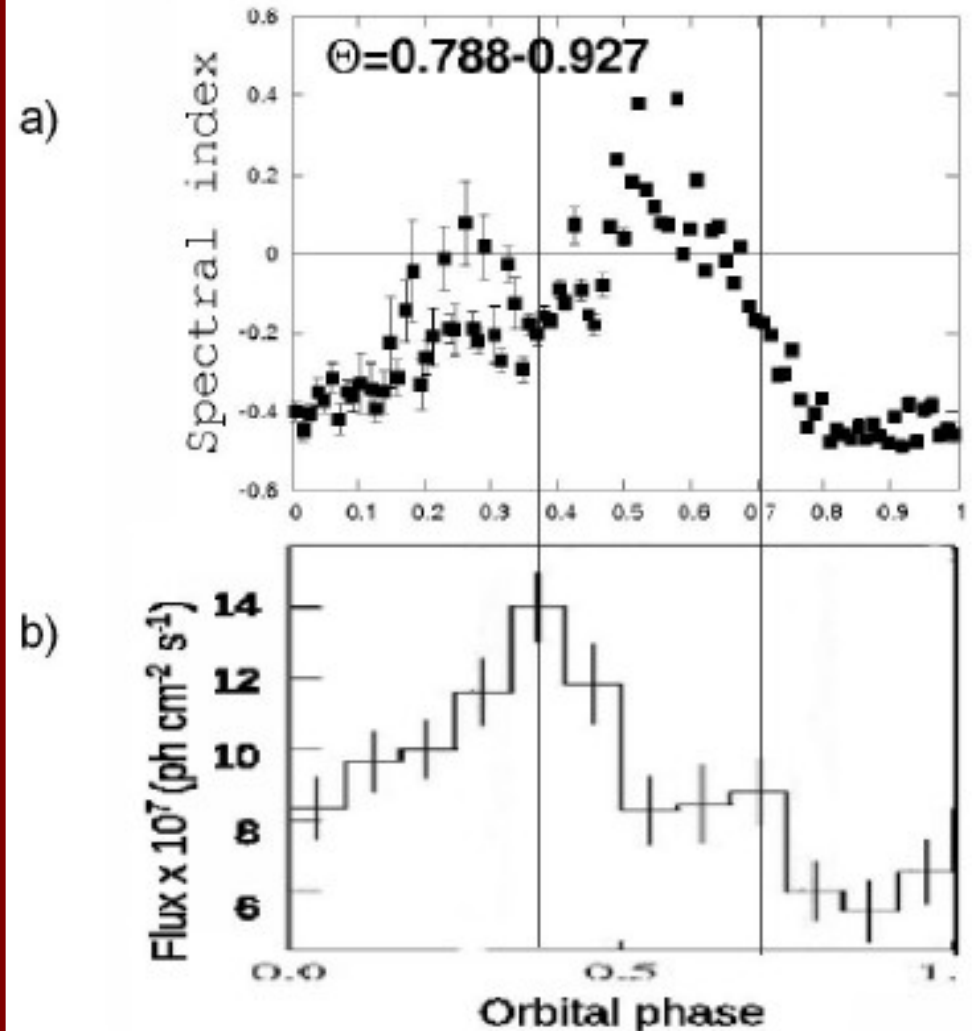 a)
Θ=0.788-0.927
Spectral index
0.6
0.4
0.2
0
-0.2
-0.4
-0.6
0 0.1 0.2 0.3 0.4 0.5 0.6 0.7 0.8 0.9 1
b)
Flux x 10⁷ (ph cm⁻² s⁻¹)
14
12
10
8
6
0.0 0.5 1.
Orbital phase